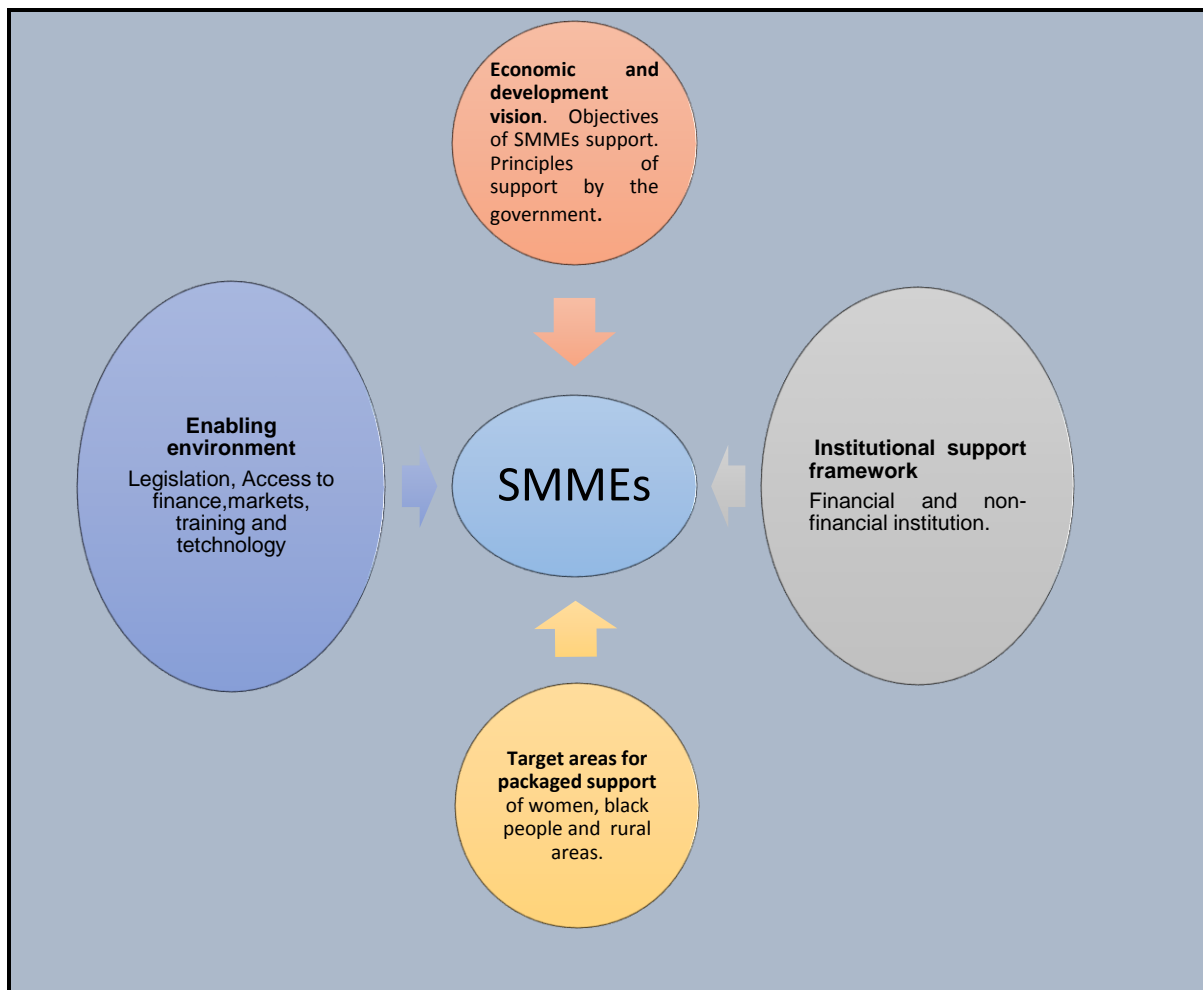 Economic and
development
vision. Objectives
of SMMEs support.
Principles of
support by the
government.
Enabling
environment
Legislation, Access to
finance,markets,
training and
tetchnology
SMMEs
Institutional support
framework
Financial and non-
financial institution.
Target areas for
packaged support
of women, black
people and rural
areas.